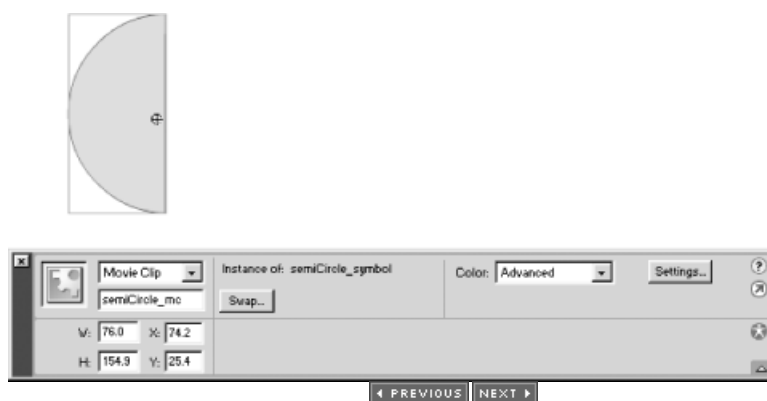 Movie Clip Instance of: semiCircle_symbol Color: Advanced Settings...
semiCircle_mc Swap...
W: 76.0 X: 74.2
H: 154.9 Y: 25.4
PREVIOUS NEXT